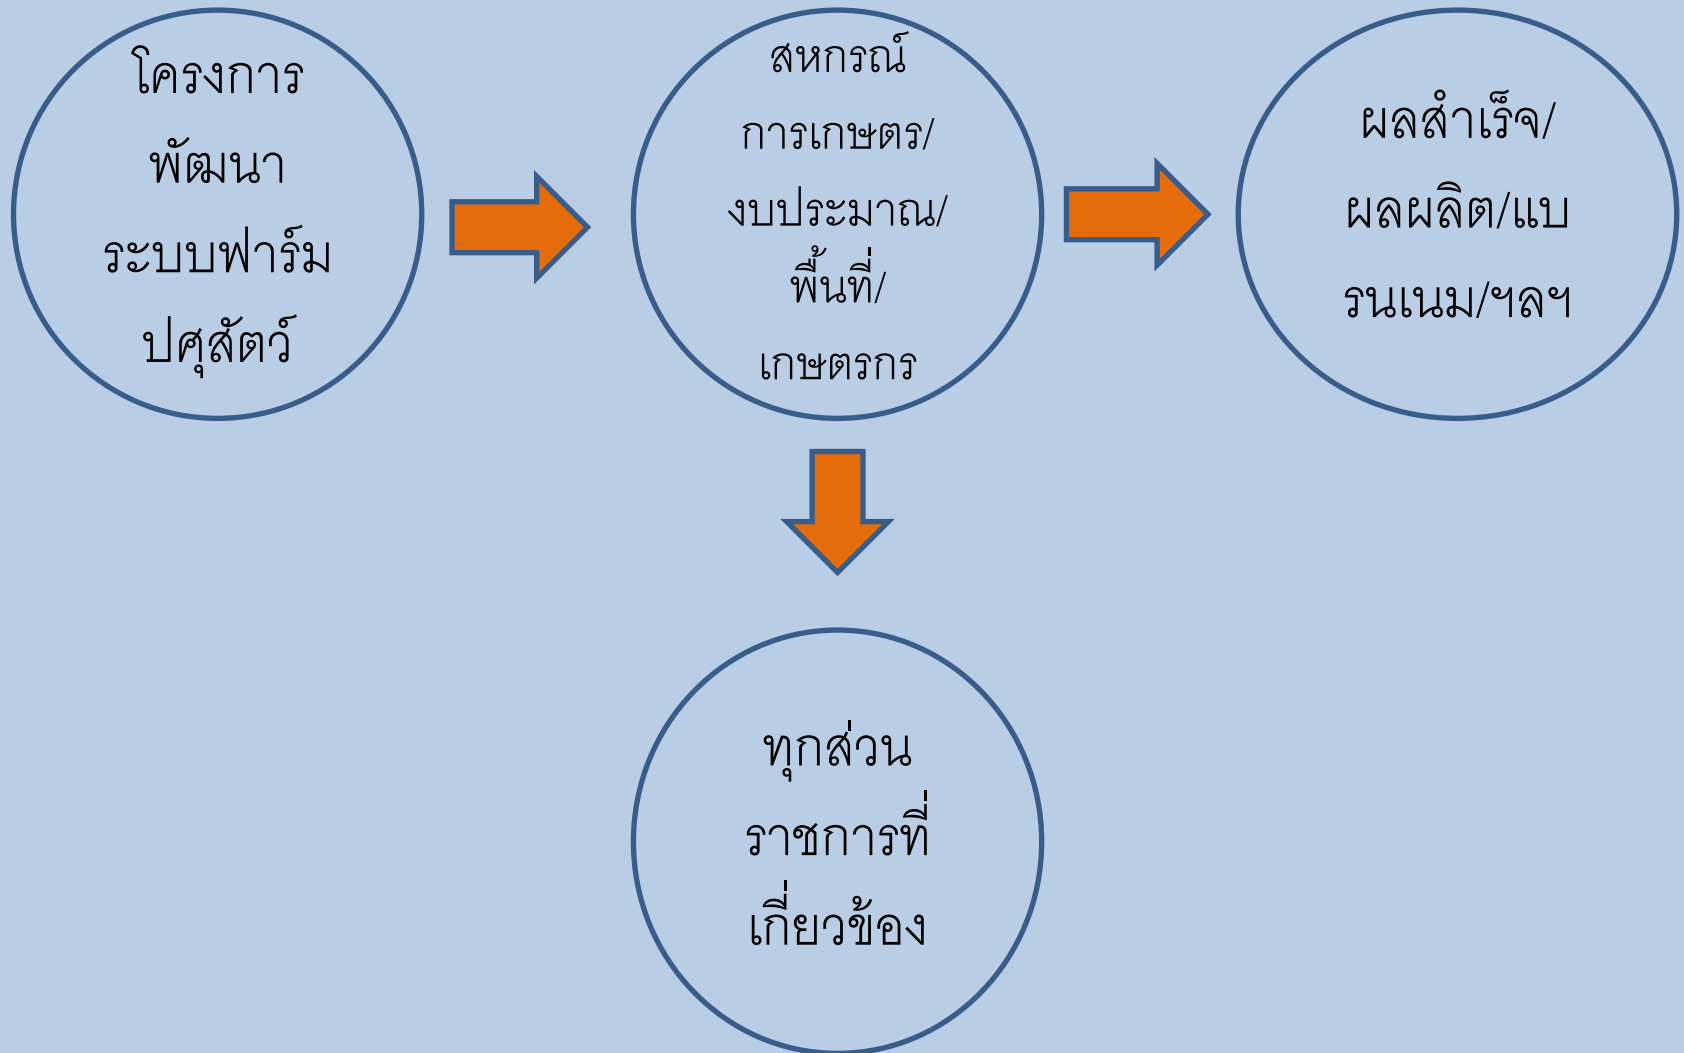 โครงการ
พัฒนา
ระบบฟาร์ม
ปศุสัตว์
สหกรณ์
การเกษตร/
งบประมาณ/
พื้นที่/
เกษตรกร
ผลสำเร็จ/
ผลผลิต/แบ
รนเนม/ฯลฯ
ทุกส่วน
ราชการที่
เกี่ยวข้อง